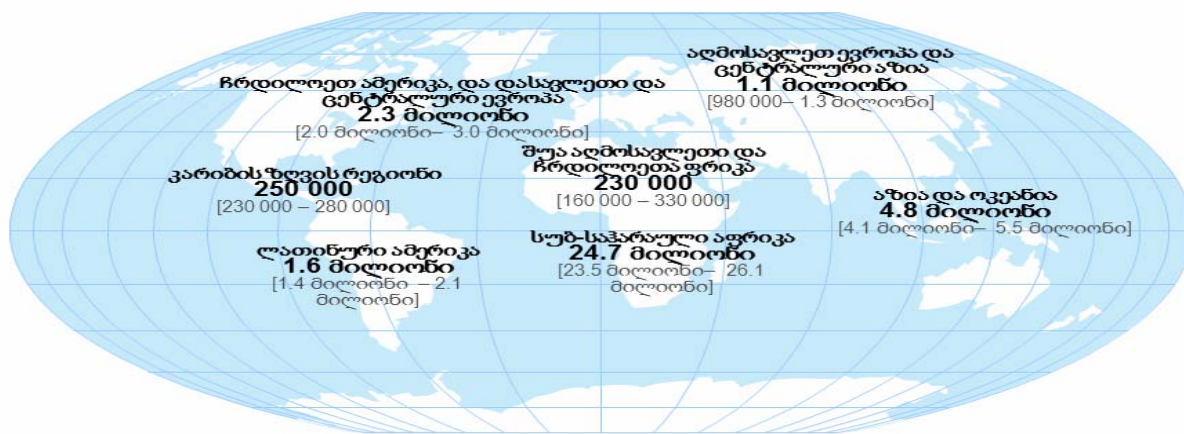 აღმოსავლეთ ევროპა და
ცენტრალური აზია
1.1 მილიონი
[980 000– 1.3 მილიონი]
ჩრდილოეთ ამერიკა, და დასავლეთი და
ცენტრალური ევროპა
2.3 მილიონი
[2.0 მილიონი– 3.0 მილიონი]
შუა აღმოსავლეთი და
ჩრდილოეთა ფრიკა
230 000
[160 000 – 330 000]
კარიბის ზღვის რეგიონი
250 000
[230 000 – 280 000]
აზია და ოკეანია
4.8 მილიონი
[4.1 მილიონი– 5.5 მილიონი]
სუბ-საჰარაული აფრიკა
24.7 მილიონი
[23.5 მილიონი– 26.1
მილიონი]
ლათინური ამერიკა
1.6 მილიონი
[1.4 მილიონი – 2.1
მილიონი]